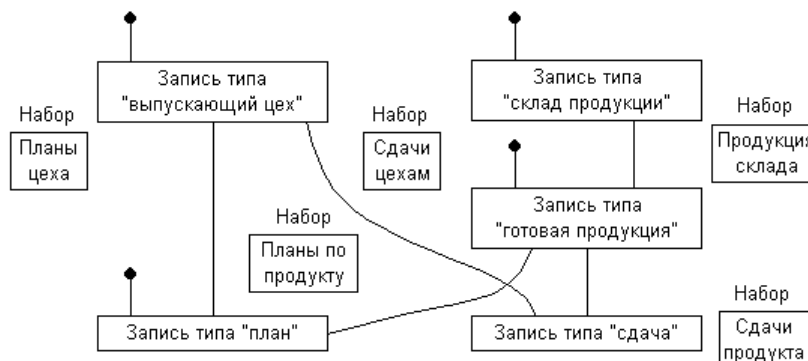 Запись типа
"выпускающий цех"
Запись типа
"склад продукции"
Набор
Планы
цеха
Набор
Сдачи
цехам
Набор
Продукция
склада
Запись типа
"готовая продукция"
Набор
Планы по
продукту
Запись типа "план"
Запись типа "сдача"
Набор
Сдачи
продукта